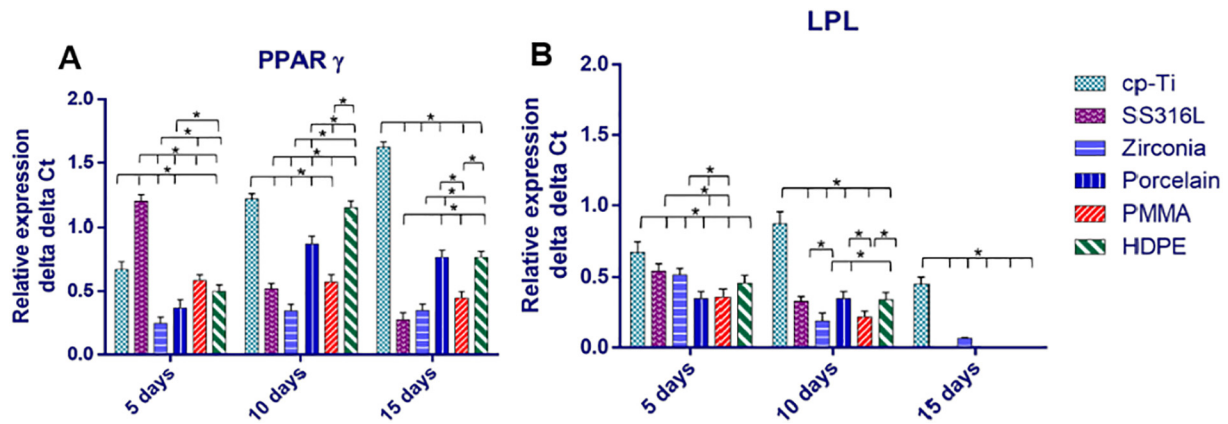 A
PPAR γ
Relative expression
delta delta Ct
2.0
1.5
1.0
0.5
0.0
*
*
*
*
*
*
*
*
*
*
*
*
*
*
5 days
10 days
15 days
B
LPL
Relative expression
delta delta Ct
2.0
1.5
1.0
0.5
0.0
*
*
*
*
*
*
*
*
*
5 days
10 days
15 days
cp-Ti
SS316L
Zirconia
Porcelain
PMMA
HDPE